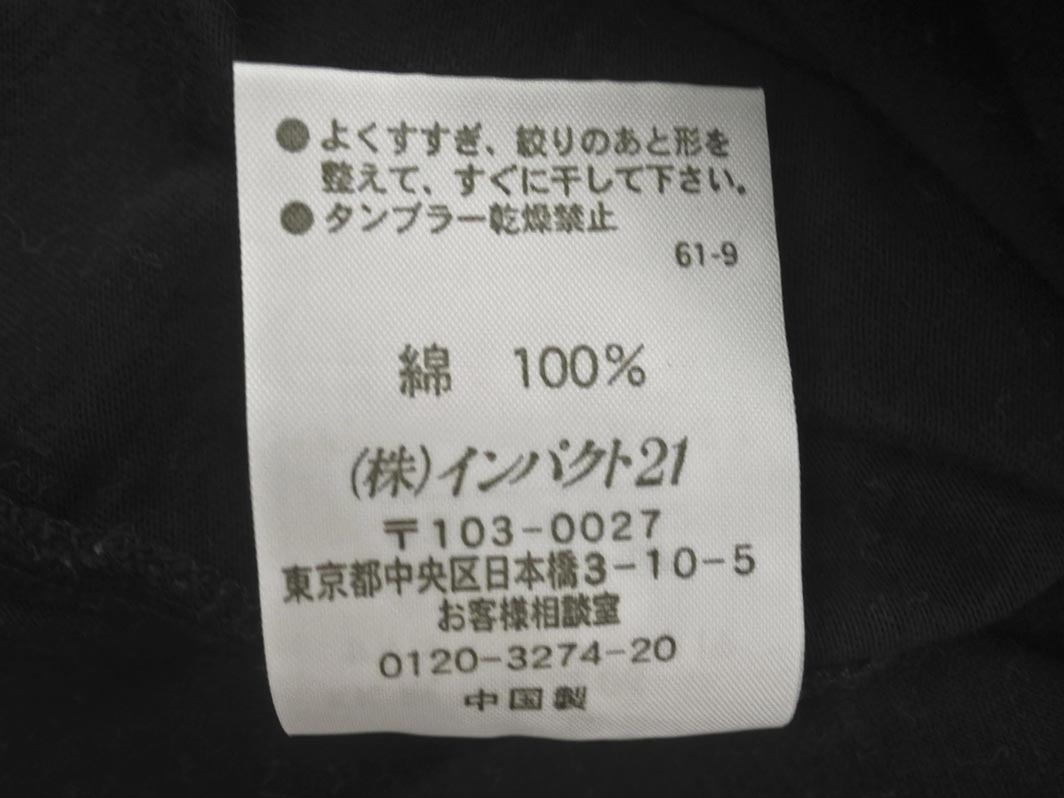 ●よくすすぎ、絞りのあと形を
整えて、すぐに干して下さい。
●タンブラー乾燥禁止
61-9
綿 100%
(株)インパクト21
〒103-0027
東京都中央区日本橋3-10-5
お客様相談室
0120-3274-20
中国製